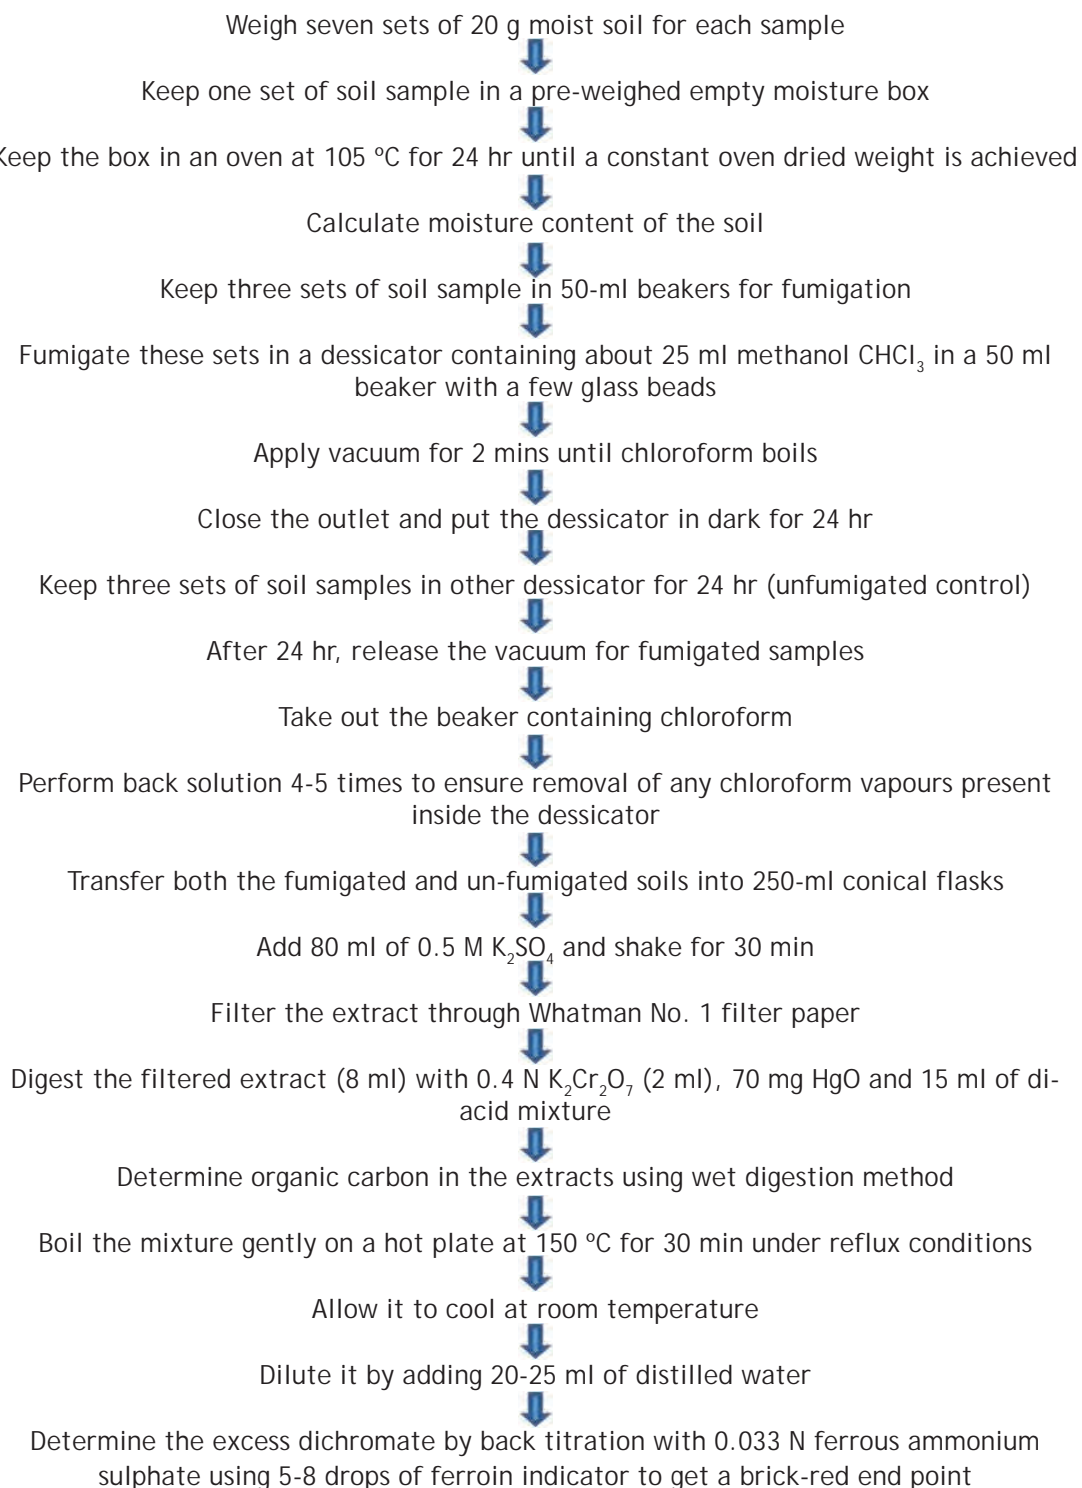 Weigh seven sets of 20 g moist soil for each sample
Keep one set of soil sample in a pre-weighed empty moisture box
Keep the box in an oven at 105 ºC for 24 hr until a constant oven dried weight is achieved
Calculate moisture content of the soil
Keep three sets of soil sample in 50-ml beakers for fumigation
Fumigate these sets in a dessicator containing about 25 ml methanol CHCl₃ in a 50 ml
beaker with a few glass beads
Apply vacuum for 2 mins until chloroform boils
Close the outlet and put the dessicator in dark for 24 hr
Keep three sets of soil samples in other dessicator for 24 hr (unfumigated control)
After 24 hr, release the vacuum for fumigated samples
Take out the beaker containing chloroform
Perform back solution 4-5 times to ensure removal of any chloroform vapours present
inside the dessicator
Transfer both the fumigated and un-fumigated soils into 250-ml conical flasks
Add 80 ml of 0.5 M K₂SO₄ and shake for 30 min
Filter the extract through Whatman No. 1 filter paper
Digest the filtered extract (8 ml) with 0.4 N K₂Cr₂O₇ (2 ml), 70 mg HgO and 15 ml of di-
acid mixture
Determine organic carbon in the extracts using wet digestion method
Boil the mixture gently on a hot plate at 150 ºC for 30 min under reflux conditions
Allow it to cool at room temperature
Dilute it by adding 20-25 ml of distilled water
Determine the excess dichromate by back titration with 0.033 N ferrous ammonium
sulphate using 5-8 drops of ferroin indicator to get a brick-red end point